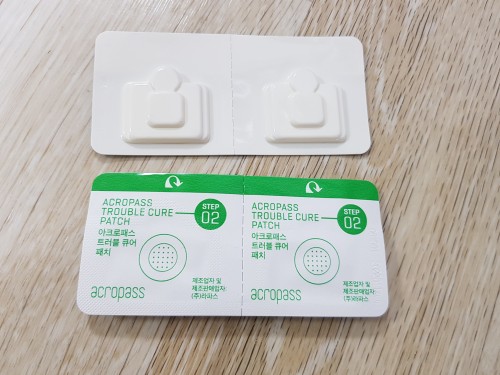 ACROPASS
TROUBLE CURE
PATCH
STEP
02
아크로패스
트러블 큐어
패치
제조업자 및
제조판매업자
(주)라파스
acropass
ACROPASS
TROUBLE CURE
PATCH
STEP
02
아크로패스
트러블 큐어
패치
제조업자 및
제조판매업자
(주)라파스
acropass